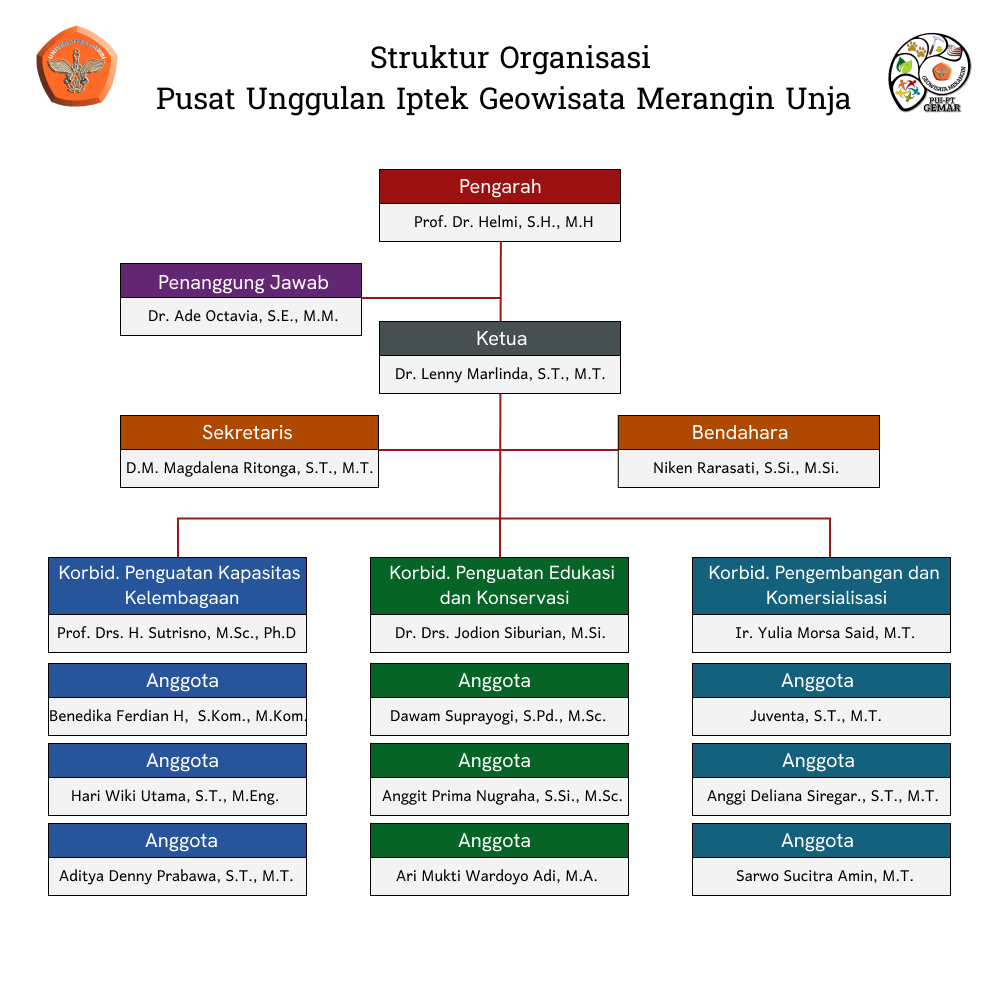 UNIVERSITAS JAMBI
Struktur Organisasi
Pusat Unggulan Iptek Geowisata Merangin Unja
GEOWISATA MERANGIN
PUI-PT
GEMAR
Pengarah
Prof. Dr. Helmi, S.H., M.H
Penanggung Jawab
Dr. Ade Octavia, S.E., M.M.
Ketua
Dr. Lenny Marlinda, S.T., M.T.
Sekretaris
D.M. Magdalena Ritonga, S.T., M.T.
Bendahara
Niken Rarasati, S.Si., M.Si.
Korbid. Penguatan Kapasitas
Kelembagaan
Prof. Drs. H. Sutrisno, M.Sc., Ph.D
Anggota
Benedika Ferdian H,  S.Kom., M.Kom.
Anggota
Hari Wiki Utama, S.T., M.Eng.
Anggota
Aditya Denny Prabawa, S.T., M.T.
Korbid. Penguatan Edukasi
dan Konservasi
Dr. Drs. Jodion Siburian, M.Si.
Anggota
Dawam Suprayogi, S.Pd., M.Sc.
Anggota
Anggit Prima Nugraha, S.Si., M.Sc.
Anggota
Ari Mukti Wardoyo Adi, M.A.
Korbid. Pengembangan dan
Komersialisasi
Ir. Yulia Morsa Said, M.T.
Anggota
Juventa, S.T., M.T.
Anggota
Anggi Deliana Siregar., S.T., M.T.
Anggota
Sarwo Sucitra Amin, M.T.